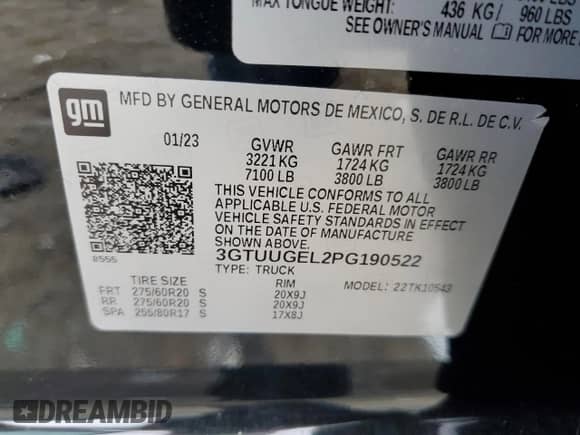 MAX TONGUE WEIGHT: 436 KG/ 960 LBS
SEE OWNER'S MANUAL FOR MORE
gm
MFD BY GENERAL MOTORS DE MEXICO, S. DE R.L. DE C.V.
01/23 GVWR GAWR FRT GAWR RR
3221 KG 1724 KG 1724 KG
7100 LB 3800 LB 3800 LB
THIS VEHICLE CONFORMS TO ALL
APPLICABLE U.S. FEDERAL MOTOR
VEHICLE SAFETY STANDARDS IN EFFECT
ON THE DATE OF MANUFACTURE
SHOWN ABOVE.
8555
3GTUUGEL2PG190522
TYPE: TRUCK
TIRE SIZE RIM MODEL: 22TK10543
FRT 275/60R20 S 20X9J
RR 275/60R20 S 20X9J
SPA 255/80R17 S 17X8J
DREAMBID